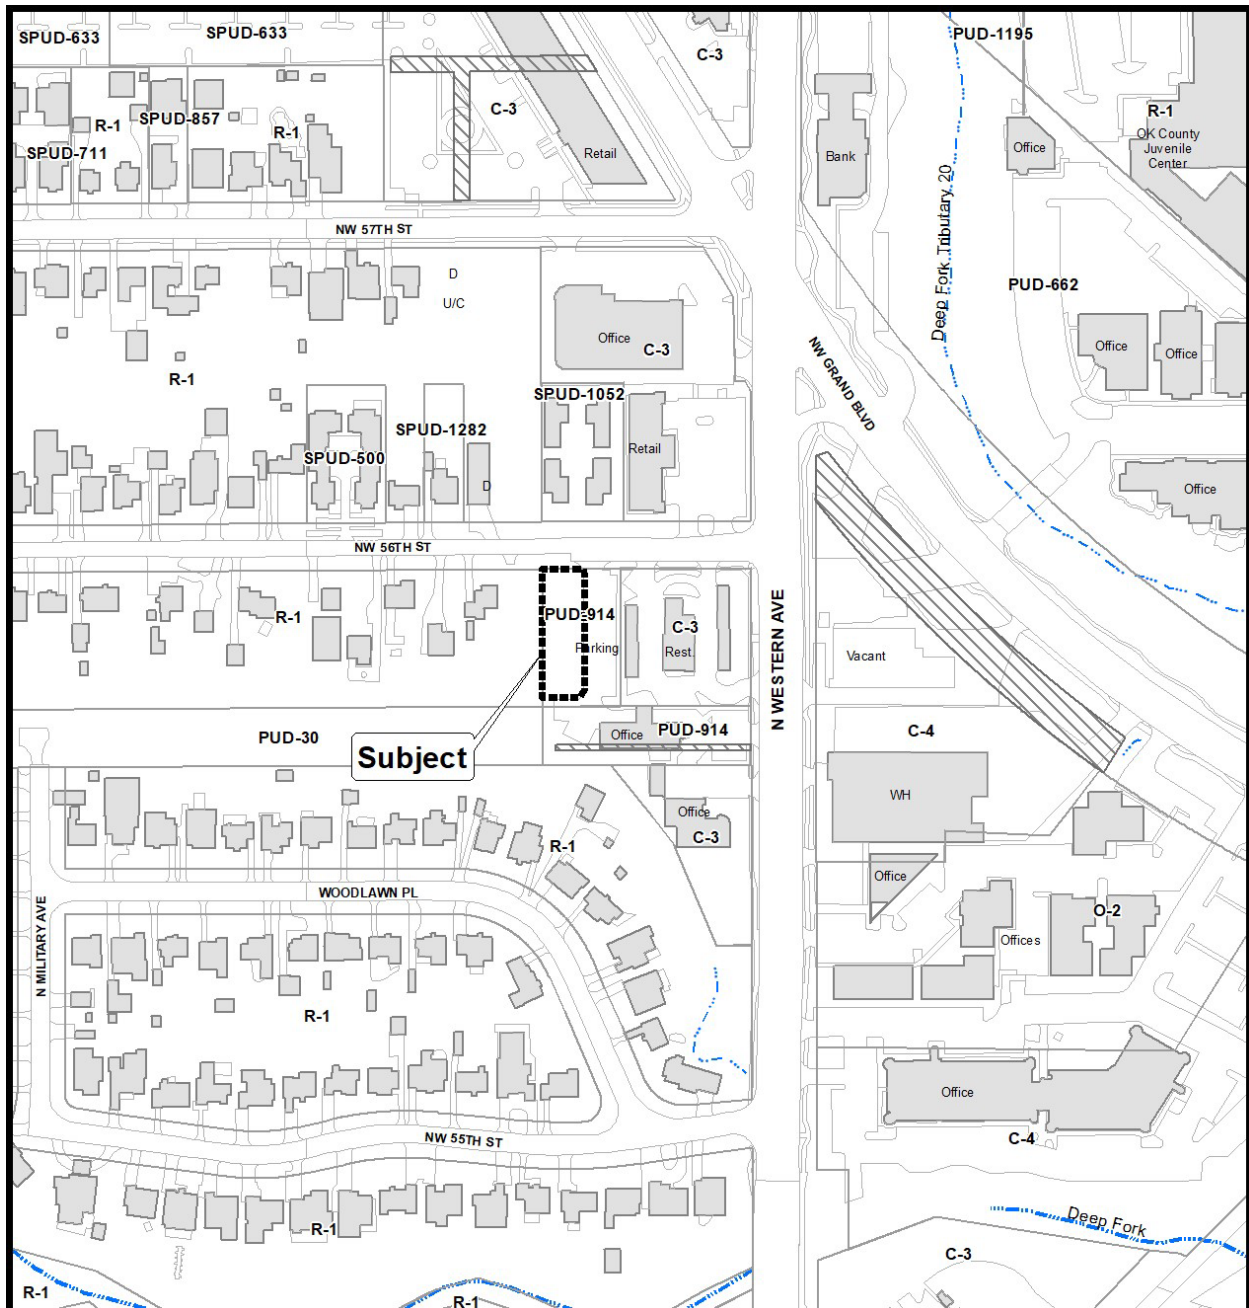 SPUD-633
SPUD-633
C-3
PUD-1195
C-3
R-1
SPUD-857
R-1
R-1
SPUD-711
Retail
Bank
Office
OK County
Juvenile
Center
Deep Fork Tributary 20
NW 57TH ST
D
U/C
PUD-662
Office
C-3
Office
Office
NW GRAND BLVD
R-1
SPUD-1052
SPUD-1282
SPUD-500
Retail
D
Office
NW 56TH ST
PUD-914
R-1
Parking
C-3
Rest.
Vacant
N WESTERN AVE
PUD-30
Office
PUD-914
C-4
Subject
WH
Office
C-3
R-1
Office
WOODLAWN PL
N MILITARY AVE
O-2
Offices
R-1
Office
NW 55TH ST
C-4
R-1
Deep Fork
C-3
R-1
R-1